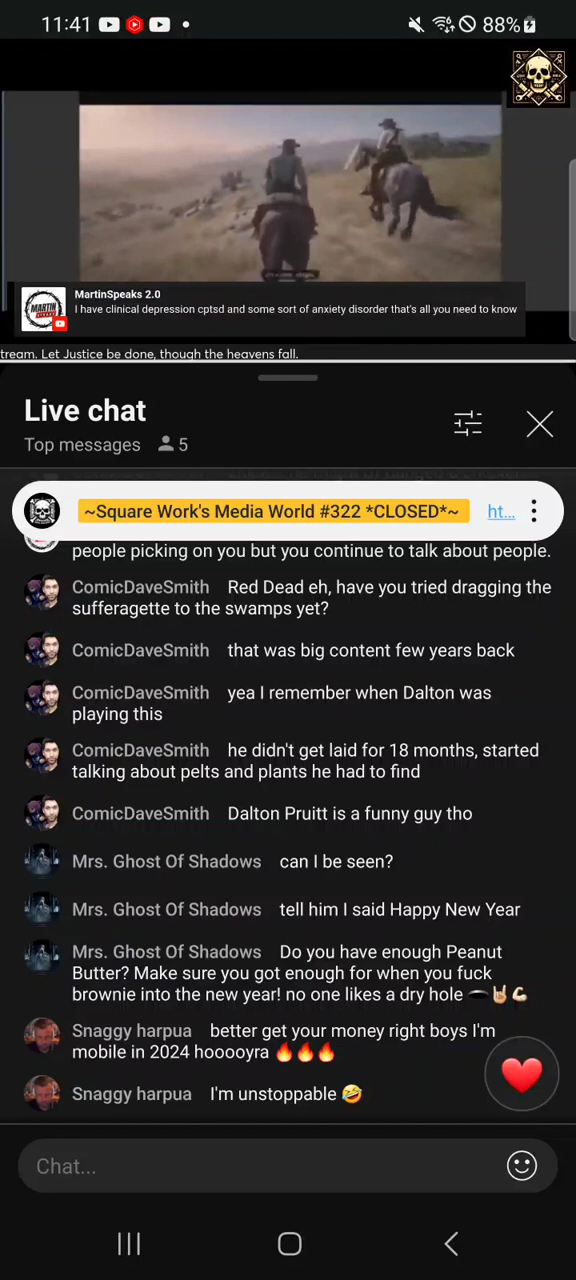 11:41
88%
MARTIN
MartinSpeaks 2.0
I have clinical depression cptsd and some sort of anxiety disorder that's all you need to know
tream. Let Justice be done, though the heavens fall.
Live chat
Top messages 5
~Square Work's Media World #322 *CLOSED*~ ht...
people picking on you but you continue to talk about people.
ComicDaveSmith Red Dead eh, have you tried dragging the
sufferagette to the swamps yet?
ComicDaveSmith that was big content few years back
ComicDaveSmith yea I remember when Dalton was
playing this
ComicDaveSmith he didn't get laid for 18 months, started
talking about pelts and plants he had to find
ComicDaveSmith Dalton Pruitt is a funny guy tho
Mrs. Ghost Of Shadows can I be seen?
Mrs. Ghost Of Shadows tell him I said Happy New Year
Mrs. Ghost Of Shadows Do you have enough Peanut
Butter? Make sure you got enough for when you fuck
brownie into the new year! no one likes a dry hole 🕳️🤘🏻💪🏻
Snaggy harpua better get your money right boys I'm
mobile in 2024 hooooyra 🔥🔥🔥
Snaggy harpua I'm unstoppable 🤣
Chat...